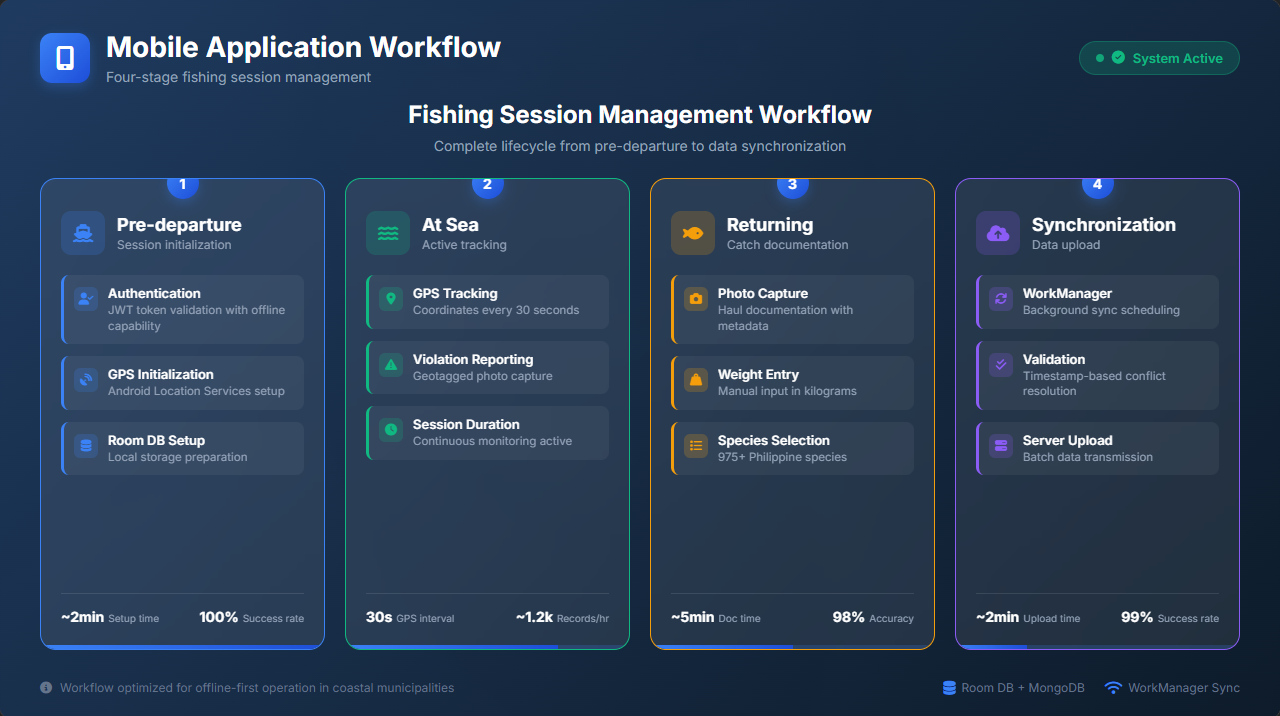 Mobile Application Workflow
Four-stage fishing session management
System Active
Fishing Session Management Workflow
Complete lifecycle from pre-departure to data synchronization
1
Pre-departure
Session initialization
Authentication
JWT token validation with offline
capability
GPS Initialization
Android Location Services setup
Room DB Setup
Local storage preparation
~2min Setup time
100% Success rate
2
At Sea
Active tracking
GPS Tracking
Coordinates every 30 seconds
Violation Reporting
Geotagged photo capture
Session Duration
Continuous monitoring active
30s GPS interval
~1.2k Records/hr
3
Returning
Catch documentation
Photo Capture
Haul documentation with
metadata
Weight Entry
Manual input in kilograms
Species Selection
975+ Philippine species
~5min Doc time
98% Accuracy
4
Synchronization
Data upload
WorkManager
Background sync scheduling
Validation
Timestamp-based conflict
resolution
Server Upload
Batch data transmission
~2min Upload time
99% Success rate
Workflow optimized for offline-first operation in coastal municipalities
Room DB + MongoDB
WorkManager Sync